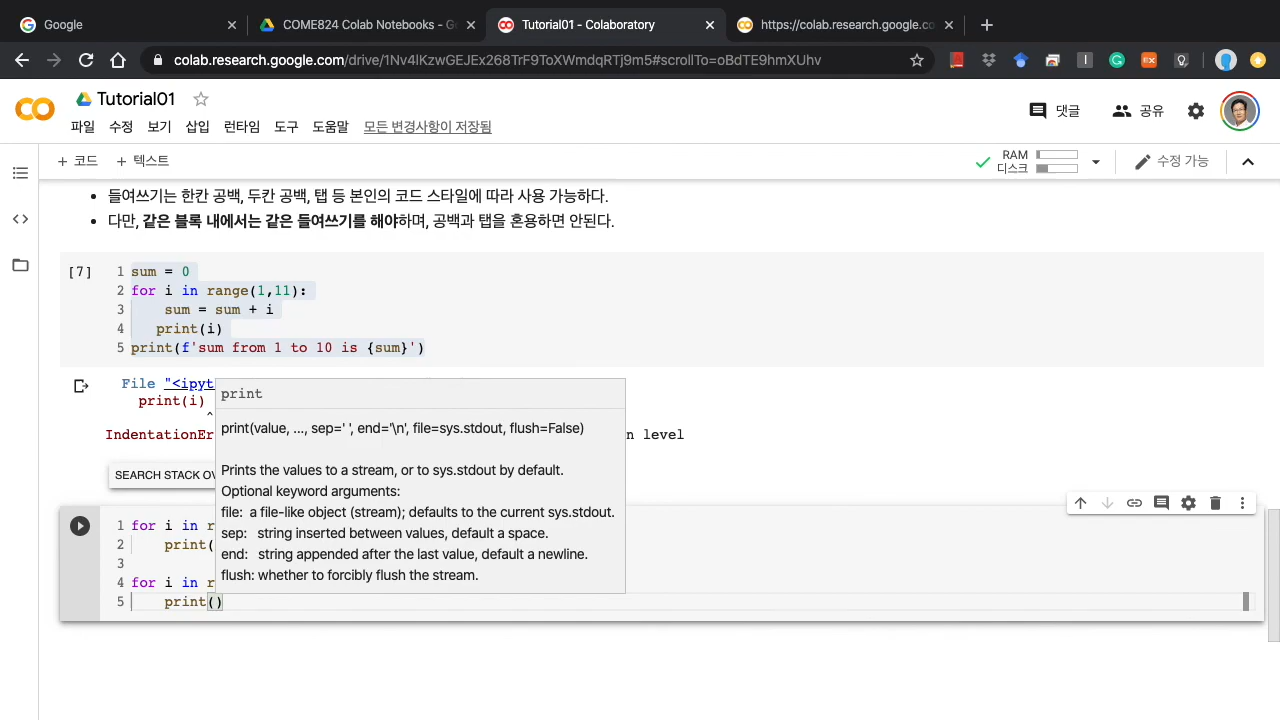 Google
COME824 Colab Notebooks - G
Tutorial01 - Colaboratory
https://colab.research.google.co
colab.research.google.com/drive/1Nv4lKzwGEJEx268TrF9ToXWmdqRTj9m5#scrollTo=oBdTE9hmXUhv
Tutorial01
댓글
공유
파일 수정 보기 삽입 런타임 도구 도움말 모든 변경사항이 저장됨
+ 코드 + 텍스트
RAM
디스크
수정 가능
들여쓰기는 한칸 공백, 두칸 공백, 탭 등 본인의 코드 스타일에 따라 사용 가능하다.
다만, 같은 블록 내에서는 같은 들여쓰기를 해야하며, 공백과 탭을 혼용하면 안된다.
[7]
1 sum = 0
2 for i in range(1,11):
3 sum = sum + i
4 print(i)
5 print(f'sum from 1 to 10 is {sum}')
File "<ipyt
print(i)
^
IndentationEr
n level
SEARCH STACK OV
print
print(value, ..., sep=' ', end='\n', file=sys.stdout, flush=False)
Prints the values to a stream, or to sys.stdout by default.
Optional keyword arguments:
file: a file-like object (stream); defaults to the current sys.stdout.
sep: string inserted between values, default a space.
end: string appended after the last value, default a newline.
flush: whether to forcibly flush the stream.
1 for i in r
2 print(
3
4 for i in r
5 print()